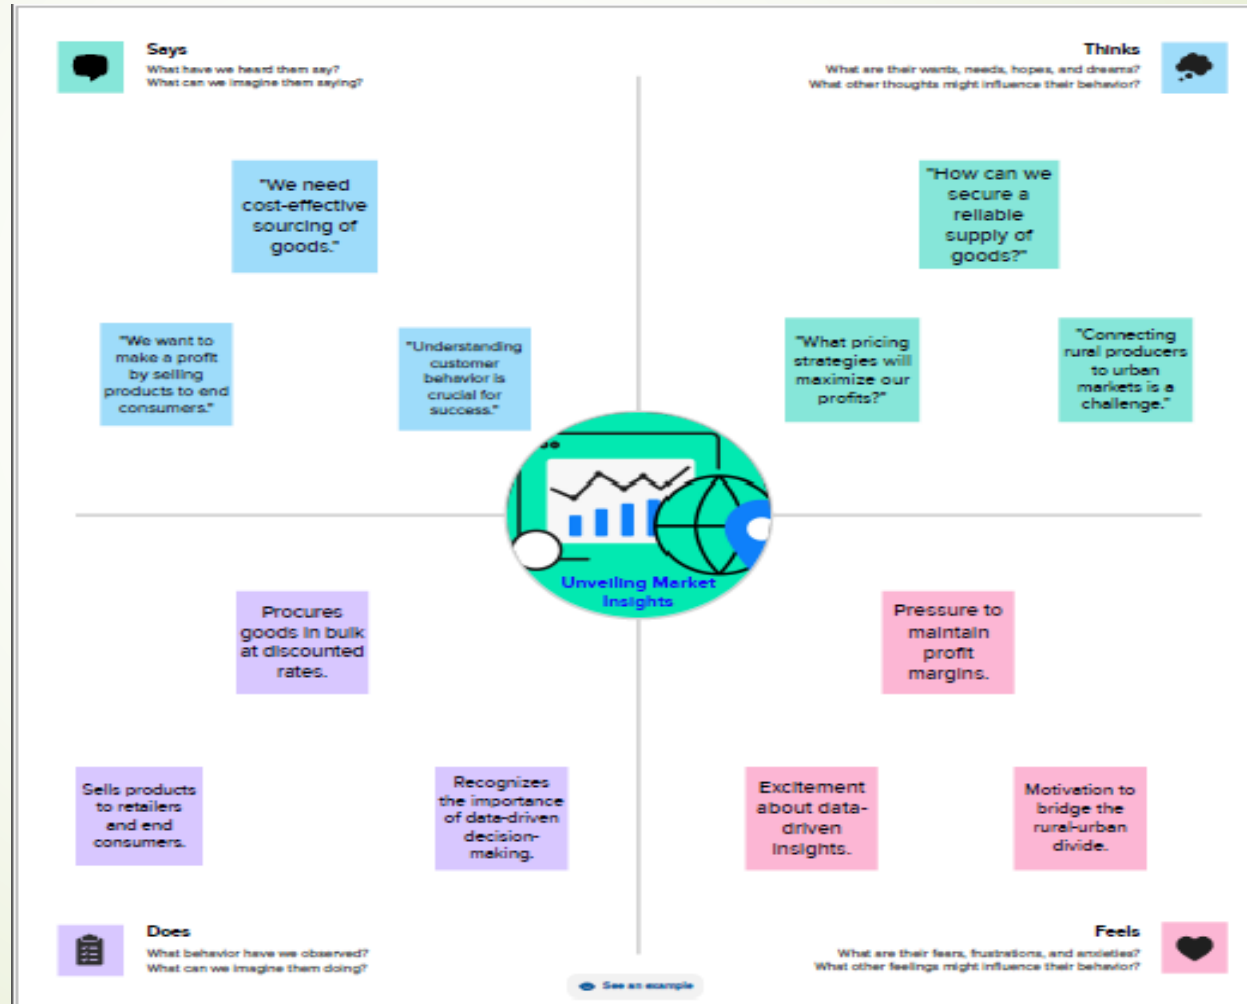 Says
What have we heard them say?
What can we imagine them saying?
Thinks
What are their wants, needs, hopes, and dreams?
What other thoughts might influence their behavior?
"We need
cost-effective
sourcing of
goods."
"We want to
make a profit
by selling
products to end
consumers."
"Understanding
customer
behavior is
crucial for
success."
"How can we
secure a
reliable
supply of
goods?"
"What pricing
strategies will
maximize our
profits?"
"Connecting
rural producers
to urban
markets is a
challenge."
Unveiling Market
Insights
Procures
goods in bulk
at discounted
rates.
Sells products
to retailers
and end
consumers.
Recognizes
the importance
of data-driven
decision-
making.
Pressure to
maintain
profit
margins.
Excitement
about data-
driven
insights.
Motivation to
bridge the
rural-urban
divide.
Does
What behavior have we observed?
What can we imagine them doing?
Feels
What are their fears, frustrations, and anxieties?
What other feelings might influence their behavior?
See an example